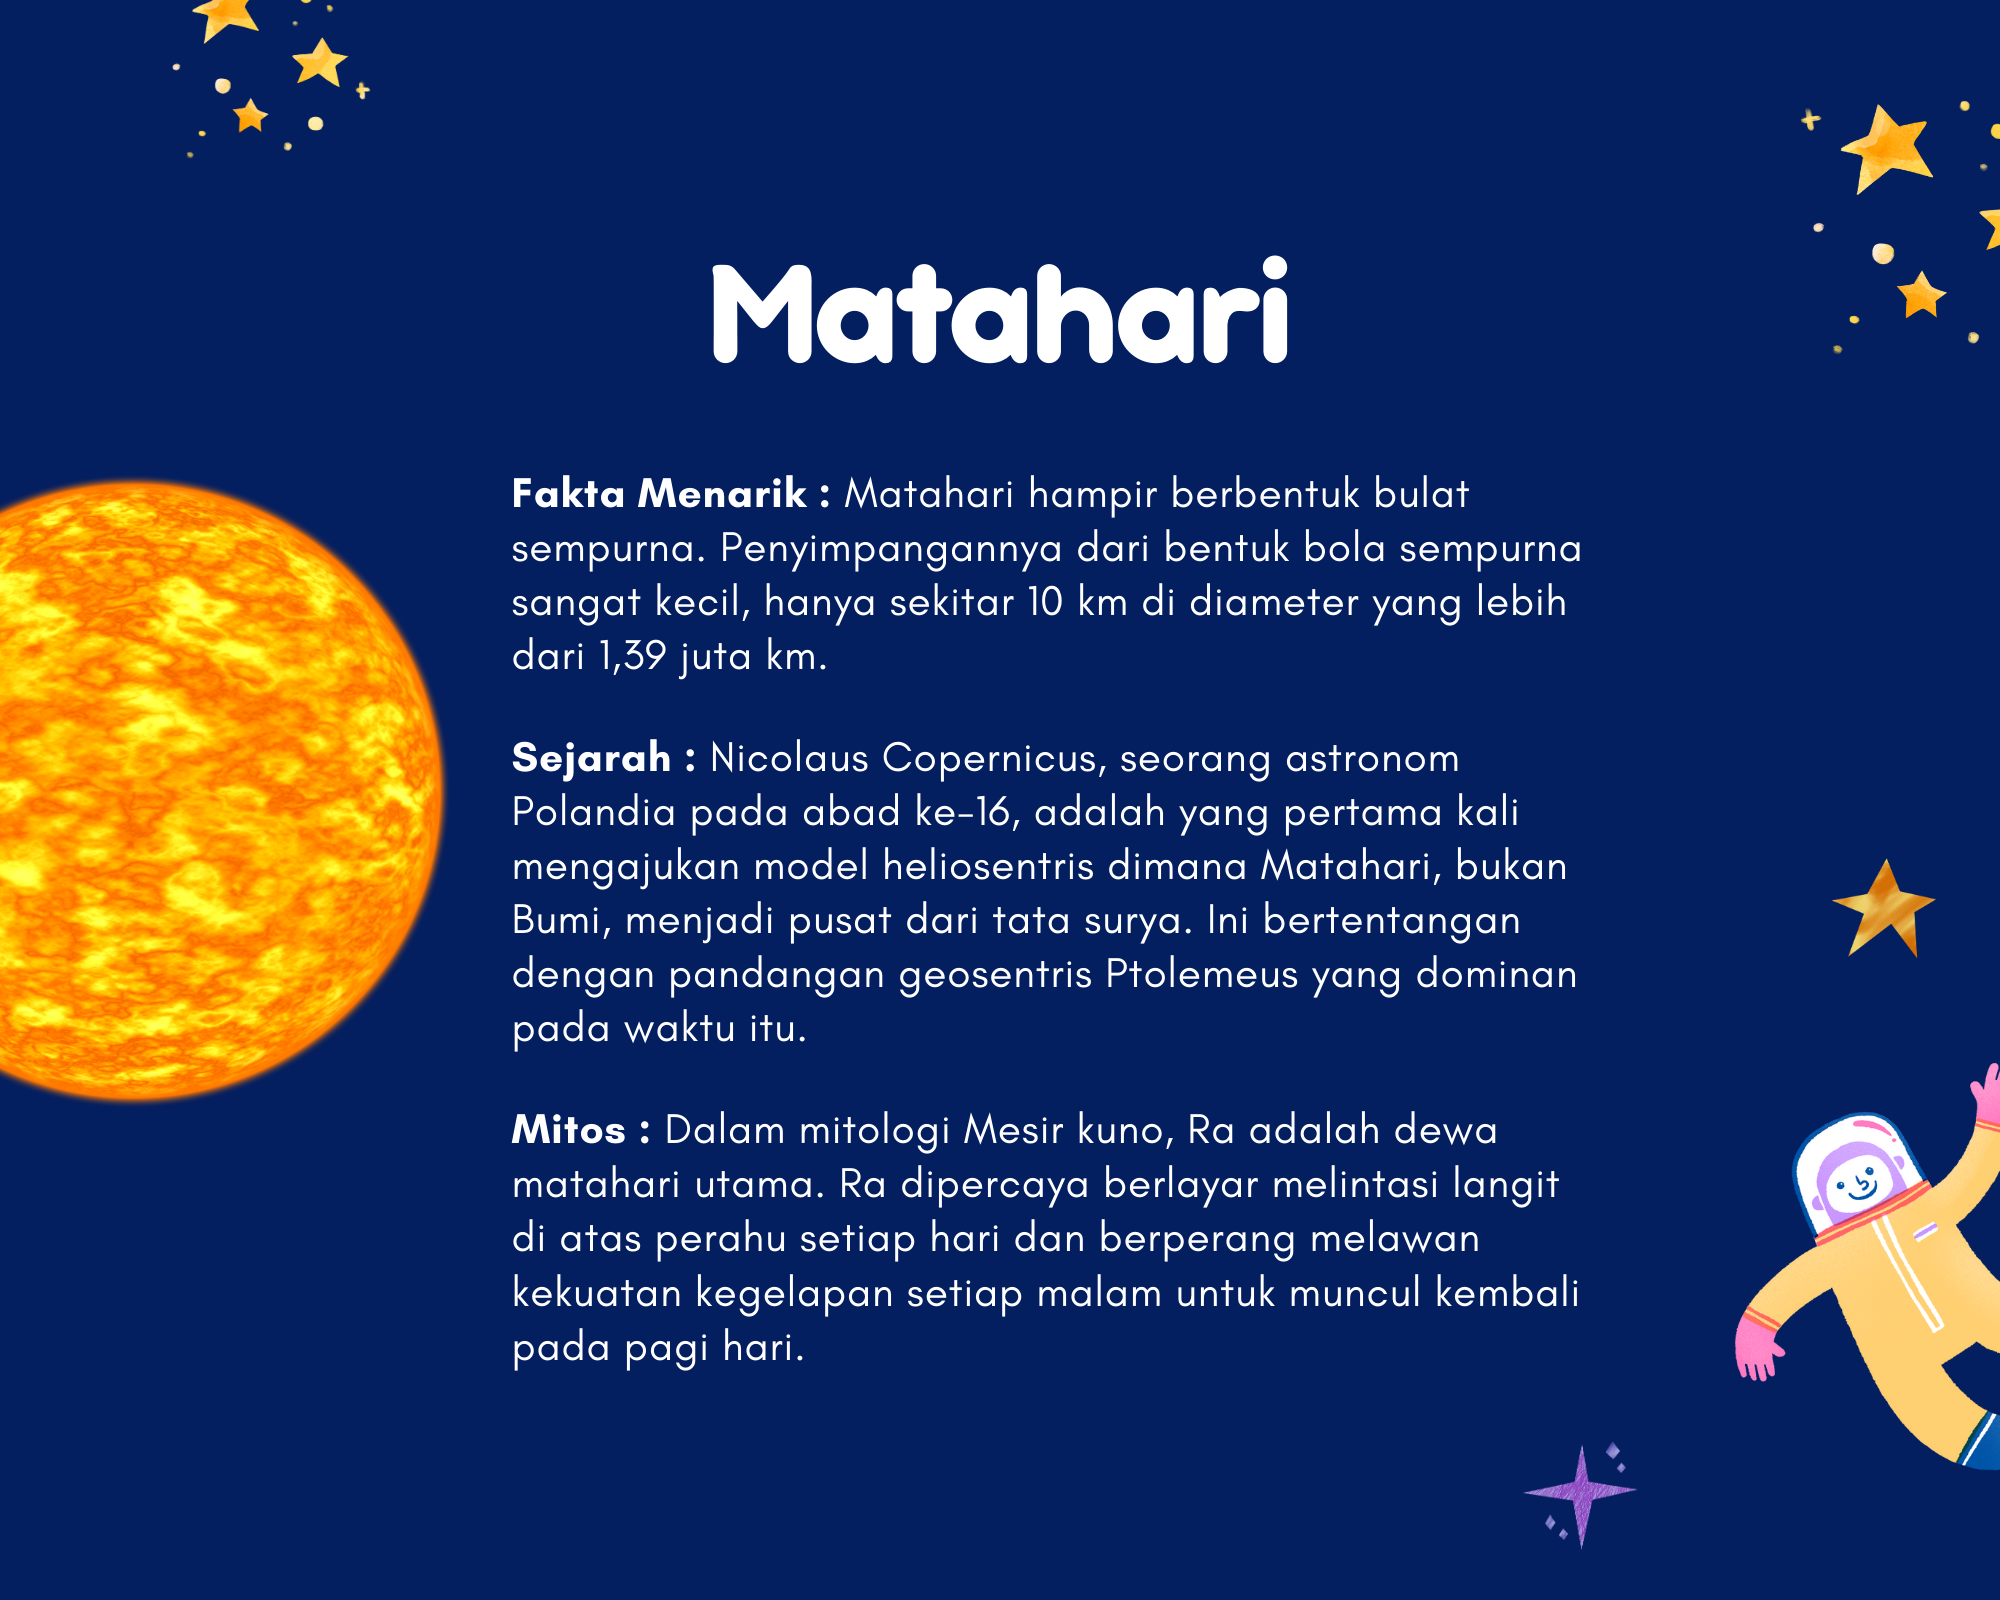 Matahari
Fakta Menarik : Matahari hampir berbentuk bulat
sempurna. Penyimpangannya dari bentuk bola sempurna
sangat kecil, hanya sekitar 10 km di diameter yang lebih
dari 1,39 juta km.
Sejarah : Nicolaus Copernicus, seorang astronom
Polandia pada abad ke-16, adalah yang pertama kali
mengajukan model heliosentris dimana Matahari, bukan
Bumi, menjadi pusat dari tata surya. Ini bertentangan
dengan pandangan geosentris Ptolemeus yang dominan
pada waktu itu.
Mitos : Dalam mitologi Mesir kuno, Ra adalah dewa
matahari utama. Ra dipercaya berlayar melintasi langit
di atas perahu setiap hari dan berperang melawan
kekuatan kegelapan setiap malam untuk muncul kembali
pada pagi hari.